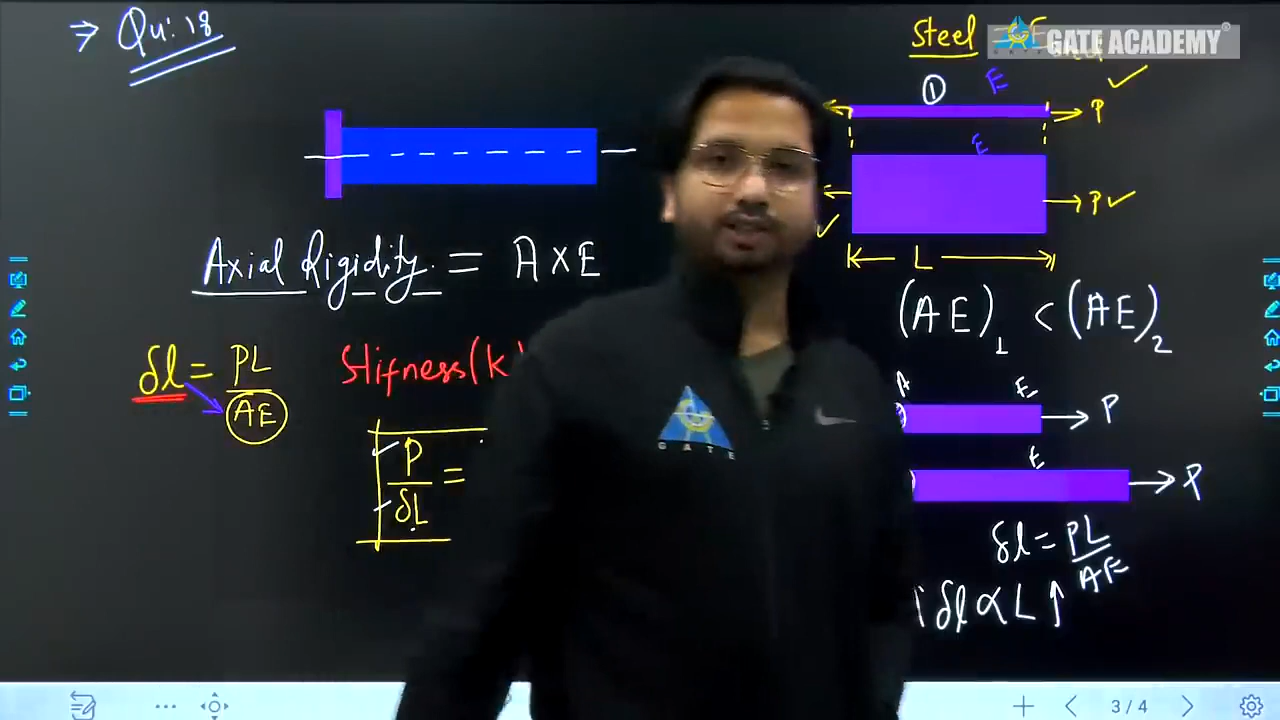 ⇒ Qu: 18
Steel
GATE ACADEMY
① E
P
E
P
L
Axial Rigidity = A X E
(AE)₁ < (AE)₂
δl = PL
AE
Stifness(k
P
δL
=
A E P
E P
δl = PL
AE
δl ∝ L ↑
GATE
3 / 4